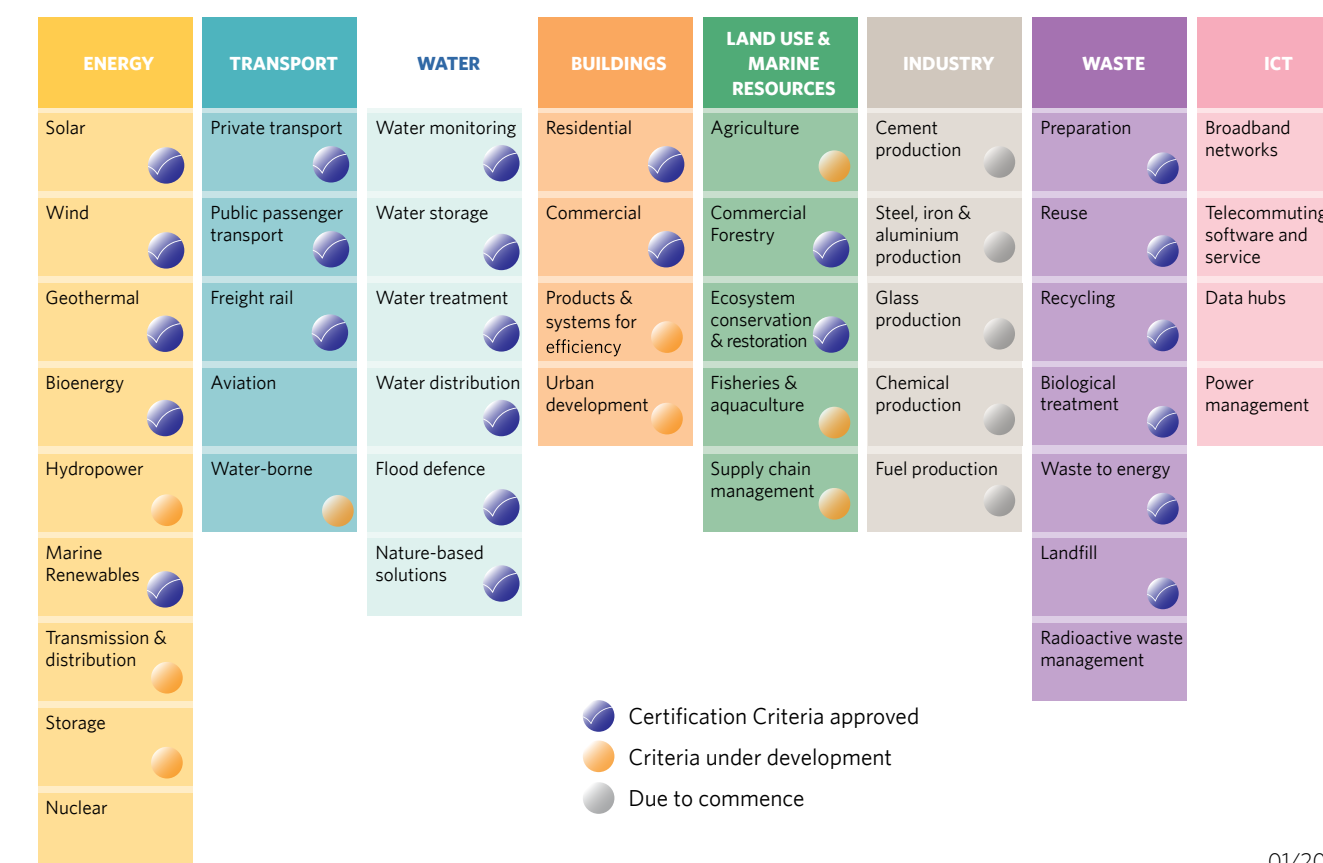 ENERGY
Solar
Wind
Geothermal
Bioenergy
Hydropower
Marine
Renewables
Transmission &
distribution
Storage
Nuclear
TRANSPORT
Private transport
Public passenger
transport
Freight rail
Aviation
Water-borne
WATER
Water monitoring
Water storage
Water treatment
Water distribution
Flood defence
Nature-based
solutions
BUILDINGS
Residential
Commercial
Products &
systems for
efficiency
Urban
development
LAND USE &
MARINE
RESOURCES
Agriculture
Commercial
Forestry
Ecosystem
conservation
& restoration
Fisheries &
aquaculture
Supply chain
management
INDUSTRY
Cement
production
Steel, iron &
aluminium
production
Glass
production
Chemical
production
Fuel production
WASTE
Preparation
Reuse
Recycling
Biological
treatment
Waste to energy
Landfill
Radioactive waste
management
ICT
Broadband
networks
Telecommuting
software and
service
Data hubs
Power
management
Certification Criteria approved
Criteria under development
Due to commence
01/20